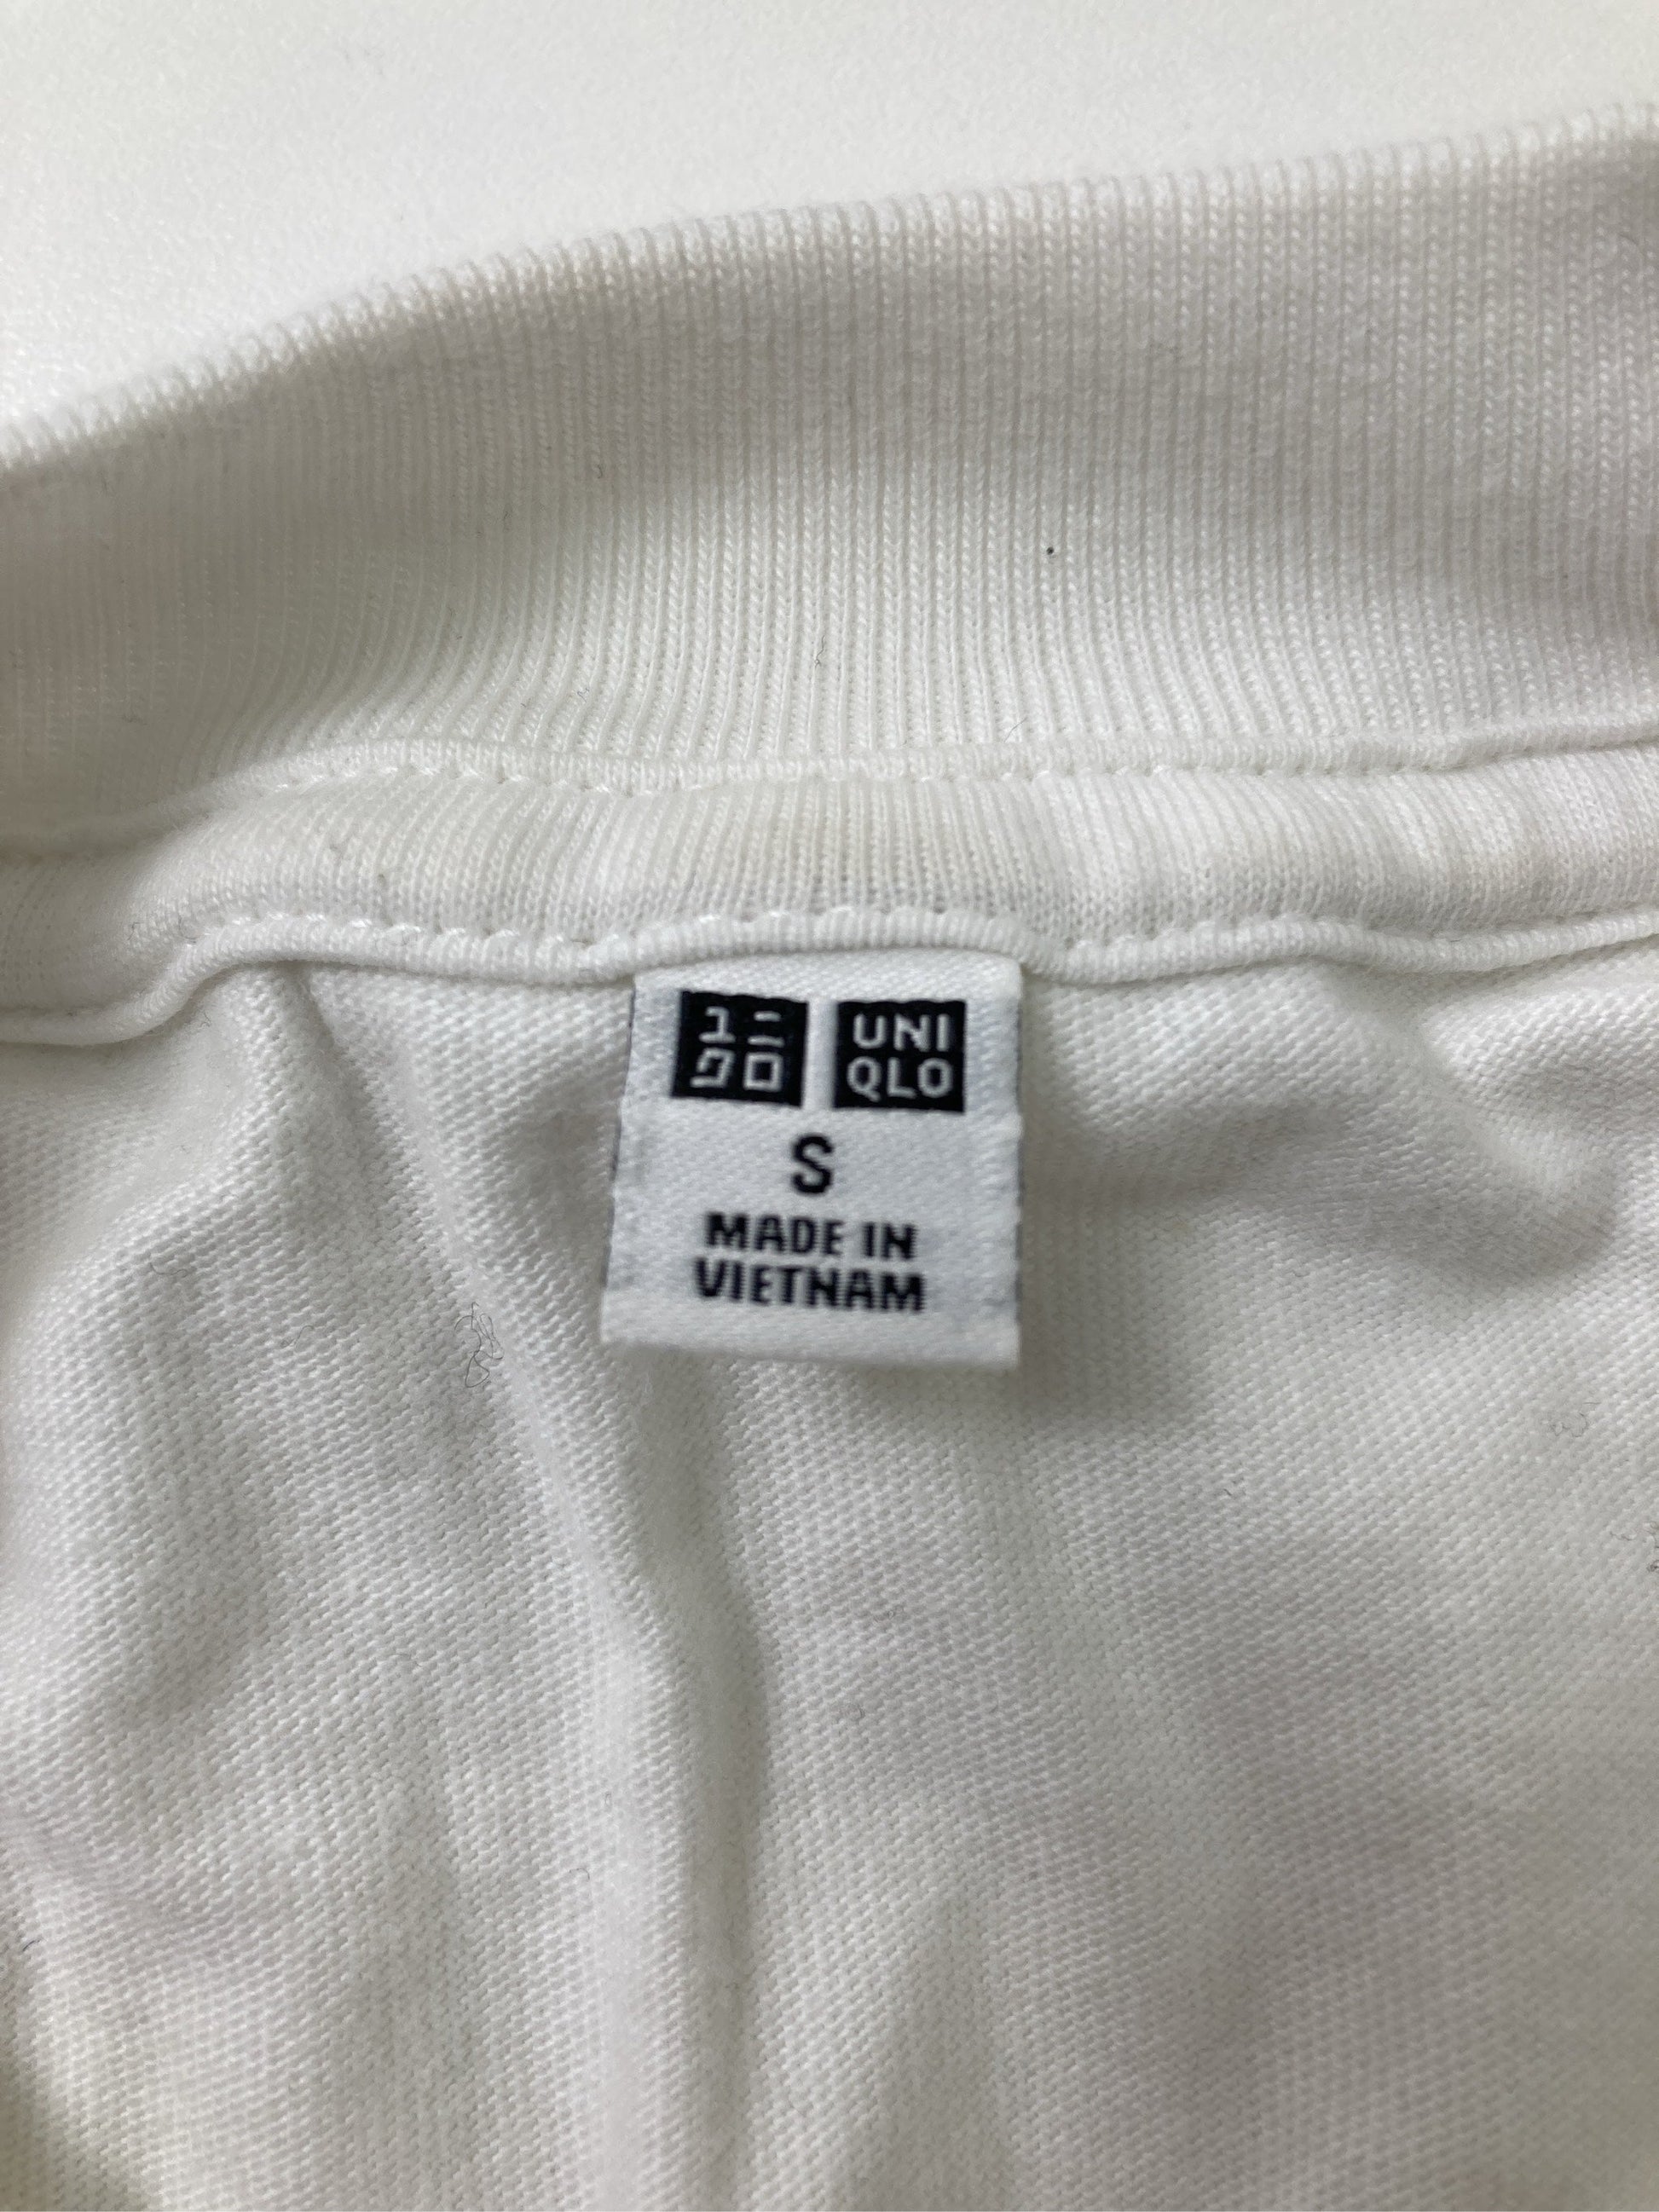 ユニ UNI
クロ QLO
S
MADE IN
VIETNAM